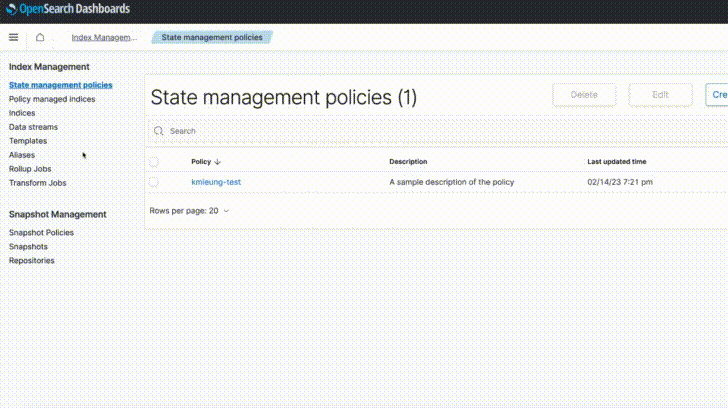 OpenSearch Dashboards
Index Managem... State management policies
Index Management
State management policies
Policy managed indices
Indices
Data streams
Templates
Aliases
Rollup Jobs
Transform Jobs
Snapshot Management
Snapshot Policies
Snapshots
Repositories
State management policies (1)
Delete Edit Cre
Search
Policy Description Last updated time
kmieung-test A sample description of the policy 02/14/23 7:21 pm
Rows per page: 20